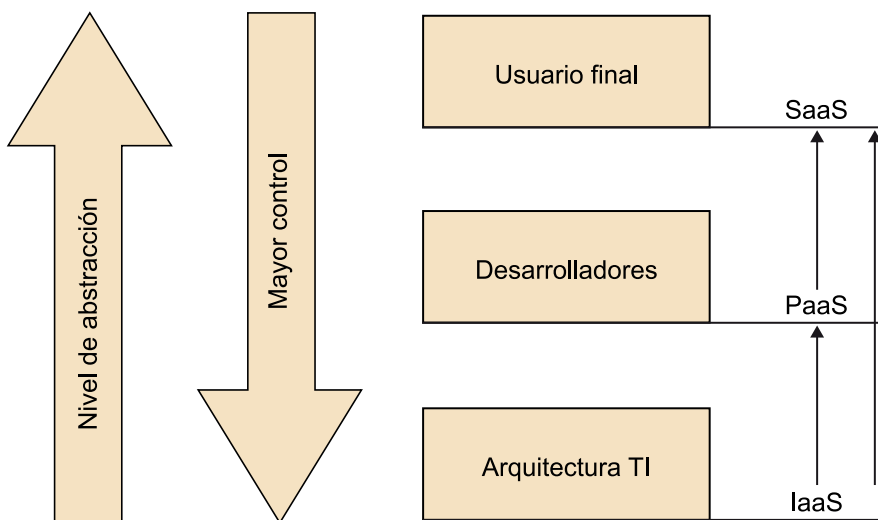 Nivel de abstracción
Mayor control
Usuario final
SaaS
Desarrolladores
PaaS
Arquitectura TI
IaaS